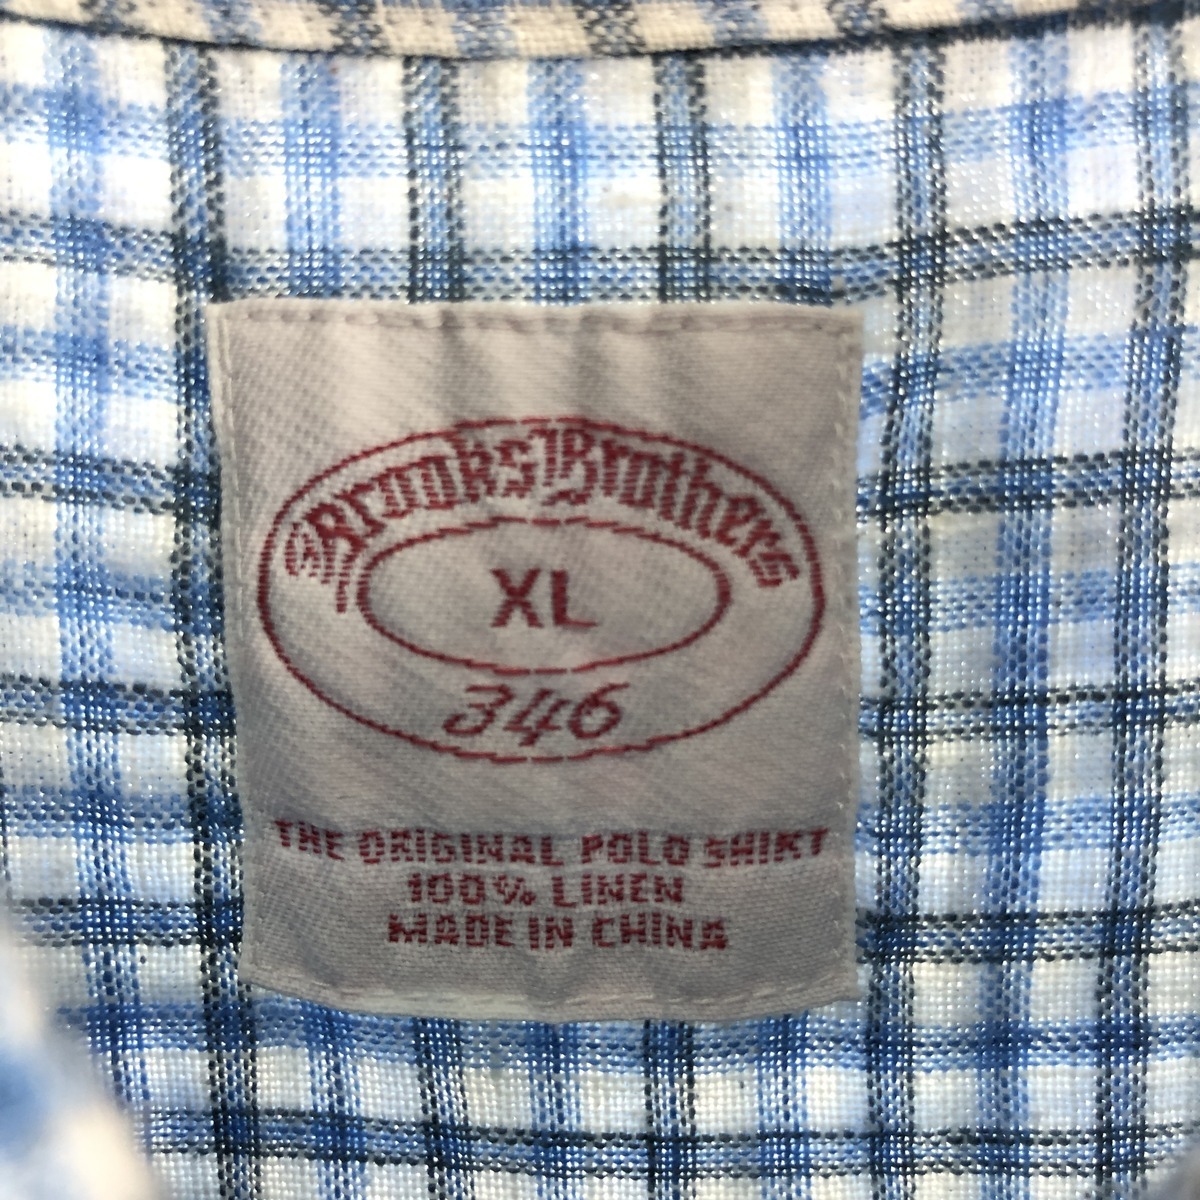 Brooks Brothers
XL
346
THE ORIGINAL POLO SHIRT
100% LINEN
MADE IN CHINA